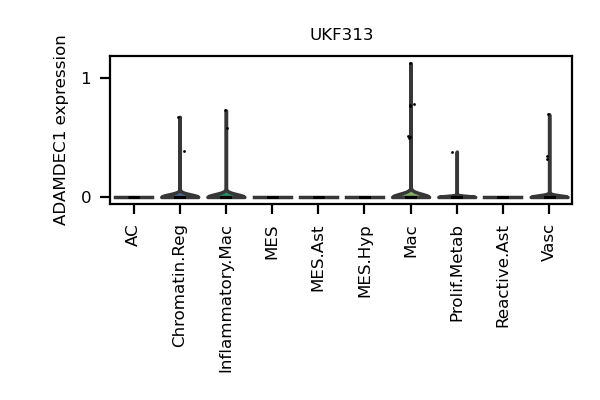 UKF313
ADAMDEC1 expression
1
0
AC
Chromatin.Reg
Inflammatory.Mac
MES
MES.Ast
MES.Hyp
Mac
Prolif.Metab
Reactive.Ast
Vasc